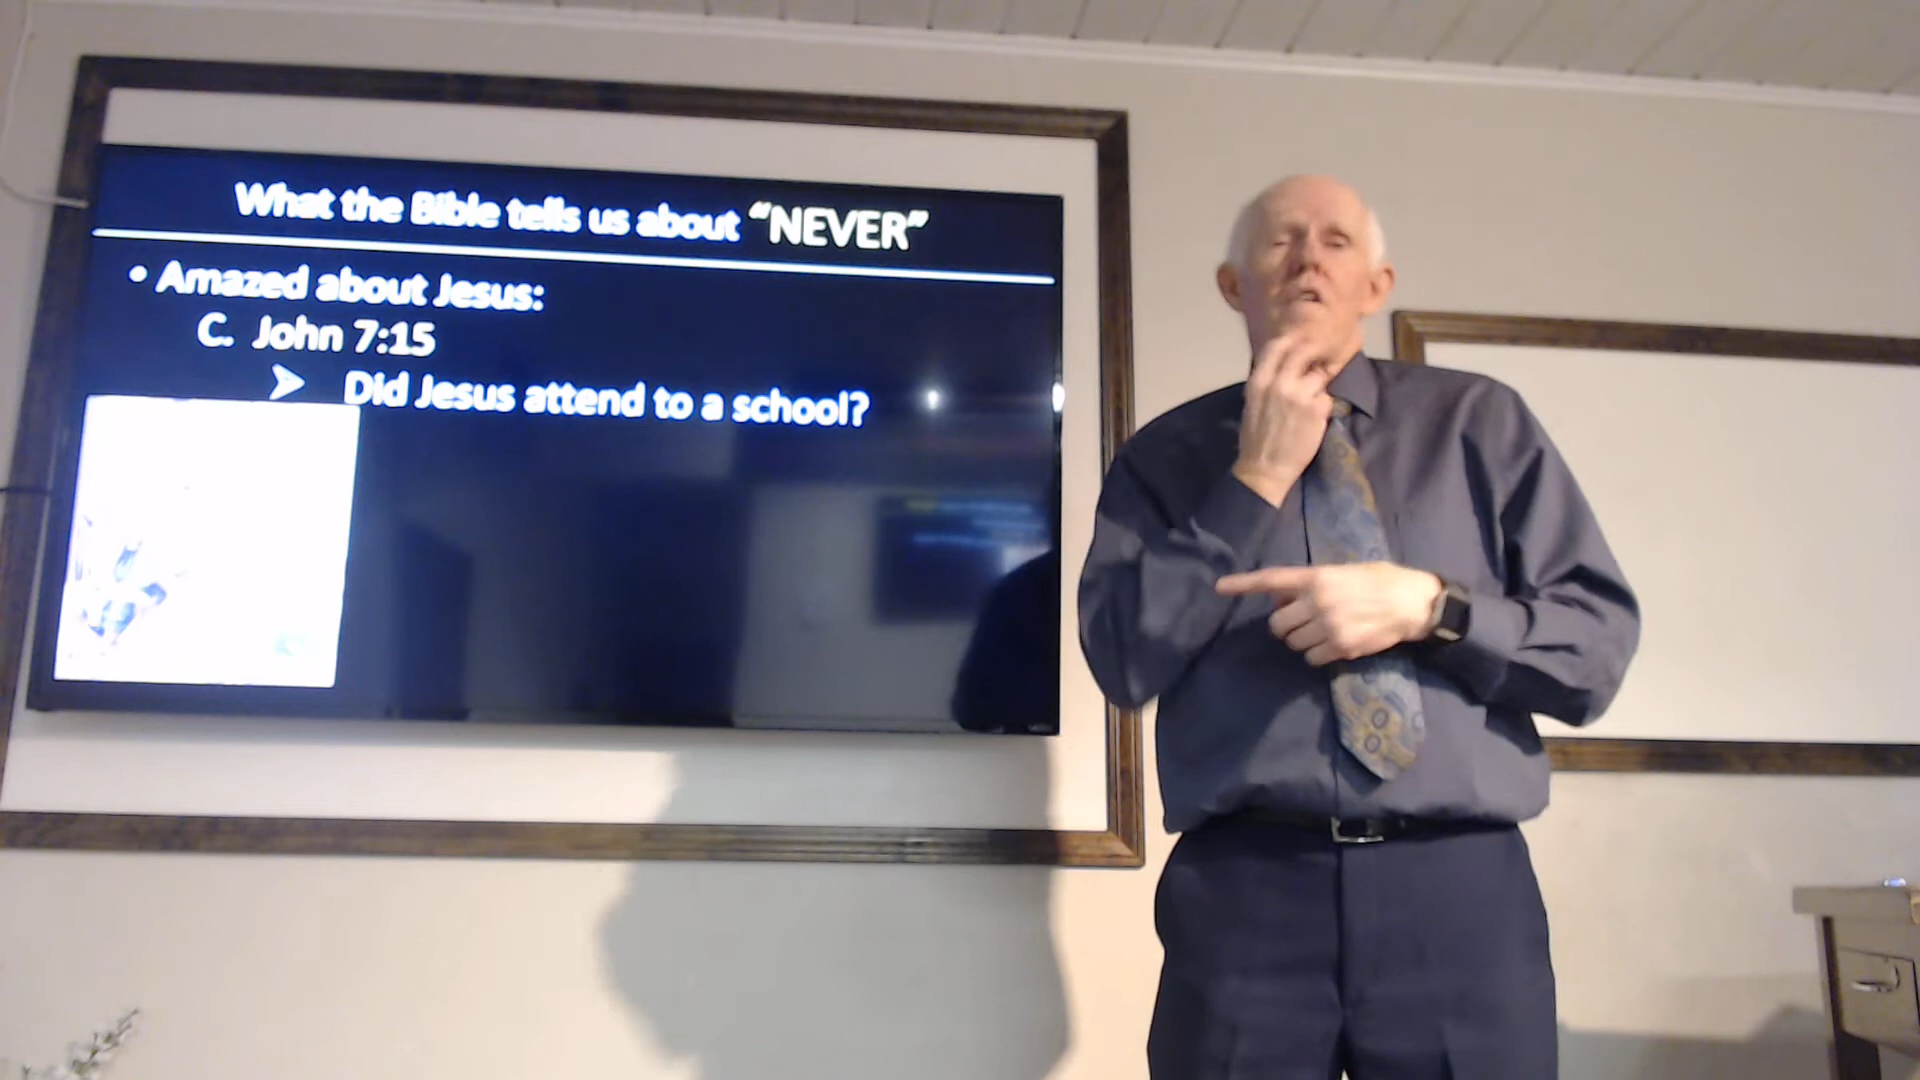 What the Bible tells us about “NEVER”
• Amazed about Jesus:
C. John 7:15
➢ Did Jesus attend to a school?